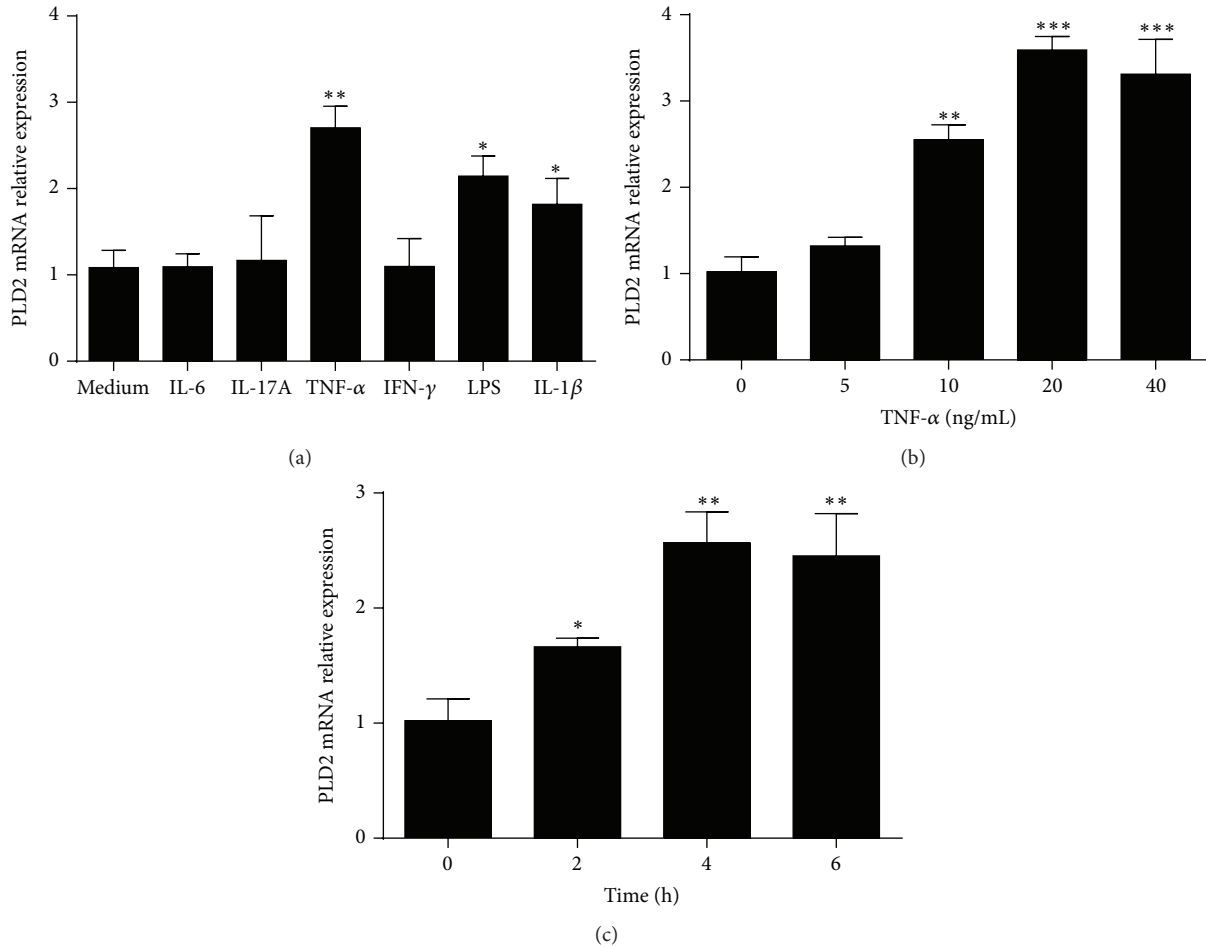 PLD2 mRNA relative expression
4
3
2
1
0
**
*
*
Medium IL-6 IL-17A TNF-α IFN-γ LPS IL-1β
(a)
PLD2 mRNA relative expression
4
3
2
1
0
**
***
***
0 5 10 20 40
TNF-α (ng/mL)
(b)
PLD2 mRNA relative expression
3
2
1
0
*
**
**
0 2 4 6
Time (h)
(c)